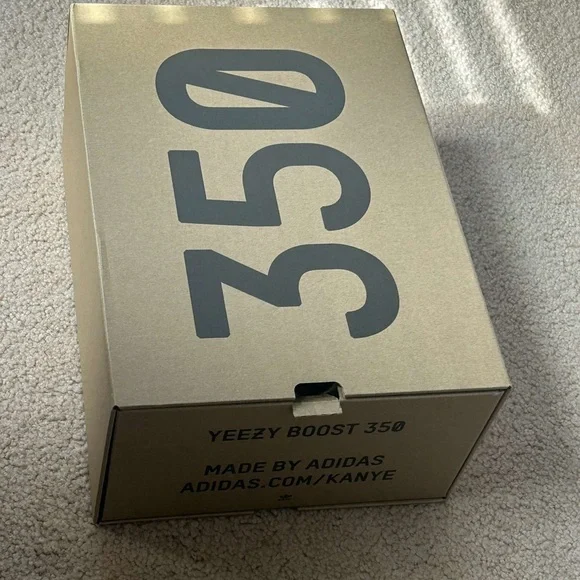 350
YEEZY BOOST 350
MADE BY ADIDAS
ADIDAS.COM/KANYE